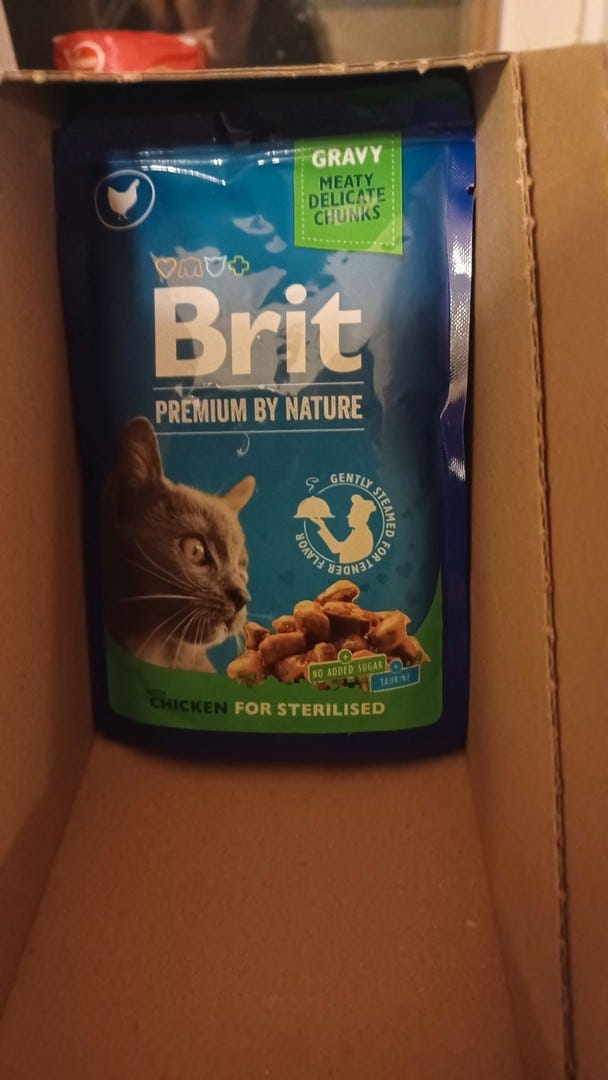 GRAVY
MEATY
DELICATE
CHUNKS
Brit
PREMIUM BY NATURE
GENTLY STEAMED FOR TENDER FLAVOR
NO ADDED SUGAR
TAURINE
WITH
CHICKEN FOR STERILISED